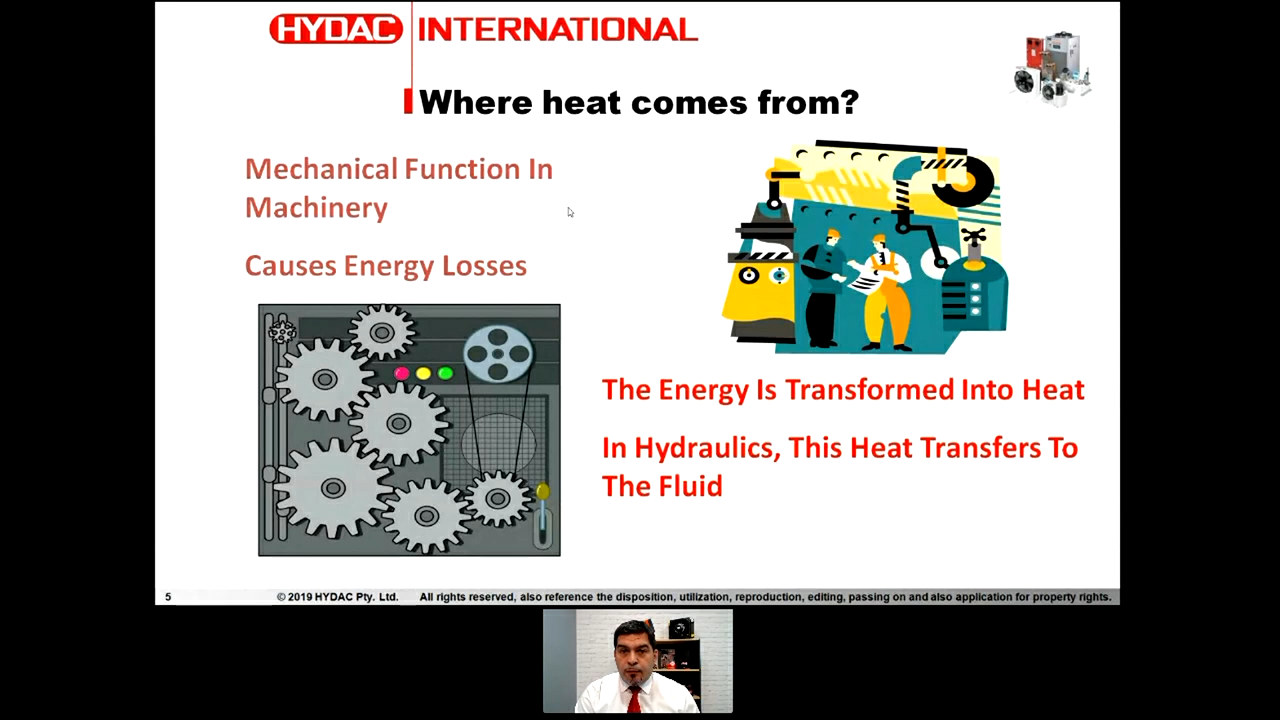 HYDAC INTERNATIONAL
Where heat comes from?
Mechanical Function In
Machinery
Causes Energy Losses
The Energy Is Transformed Into Heat
In Hydraulics, This Heat Transfers To
The Fluid
5 © 2019 HYDAC Pty. Ltd. All rights reserved, also reference the disposition, utilization, reproduction, editing, passing on and also application for property rights.